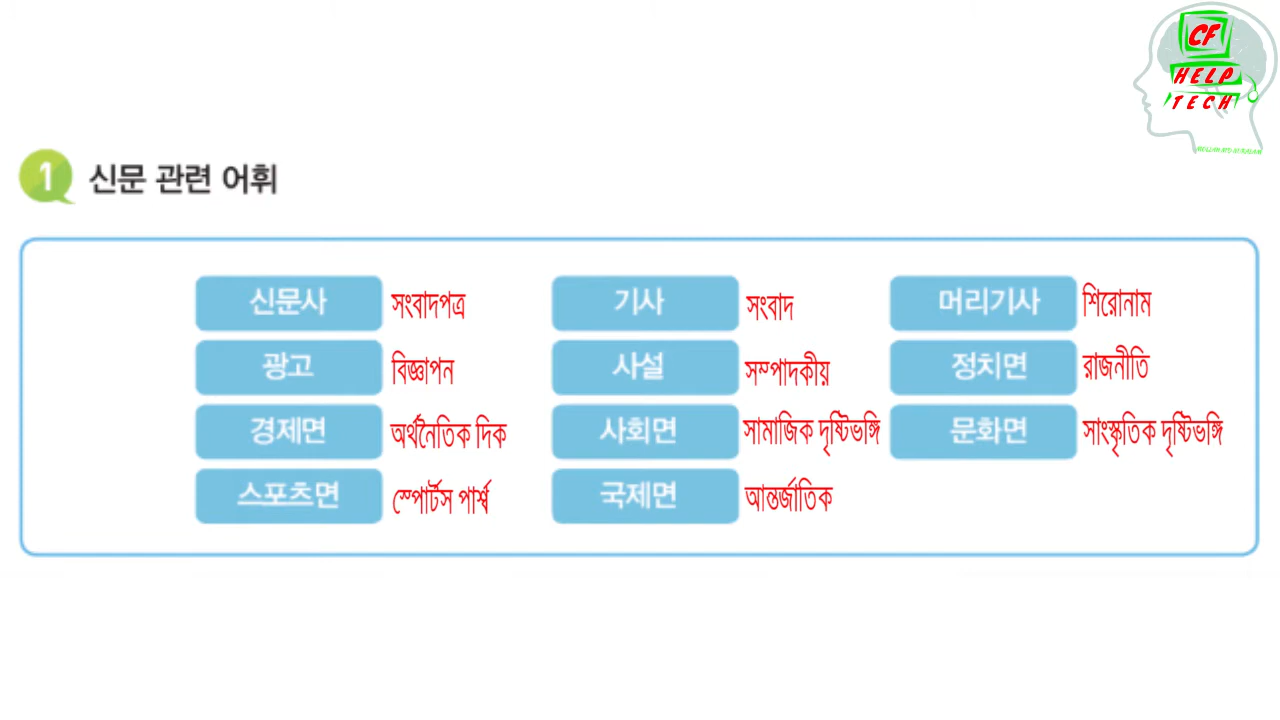 CF
HELP
TECH
1 신문 관련 어휘
신문사 সংবাদপত্র 기사 সংবাদ 머리기사 শিরোনাম
광고 বিজ্ঞাপন 사설 সম্পাদকীয় 정치면 রাজনীতি
경제면 অর্থনৈতিক দিক 사회면 সামাজিক দৃষ্টিভঙ্গি 문화면 সাংস্কৃতিক দৃষ্টিভঙ্গি
스포츠면 স্পোর্টস পার্শ্ব 국제면 আন্তর্জাতিক